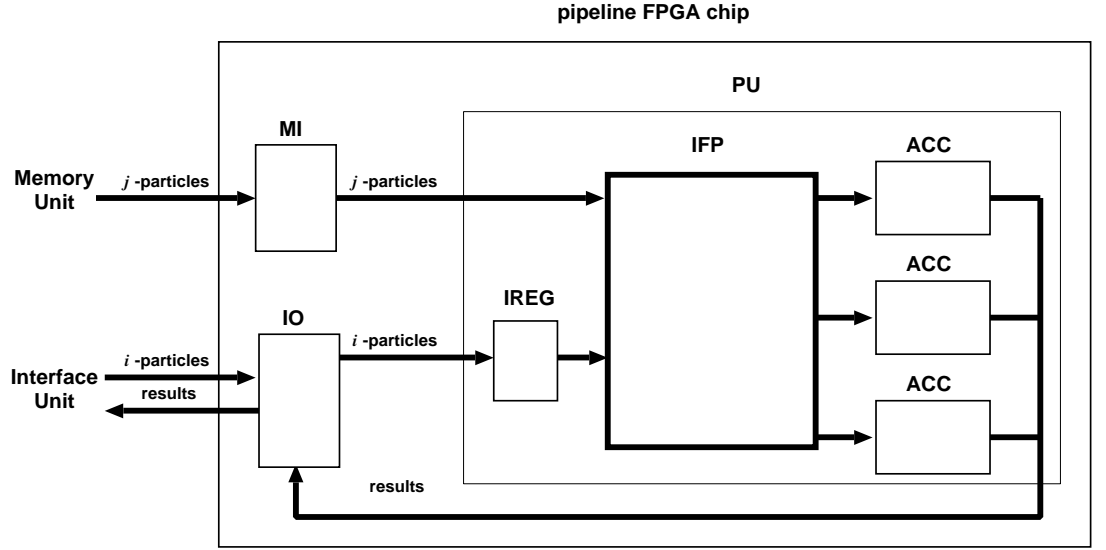 pipeline FPGA chip
PU
MI
IFP
ACC
Memory
Unit
j -particles
j -particles
ACC
IREG
IO
i -particles
i -particles
Interface
Unit
results
ACC
results